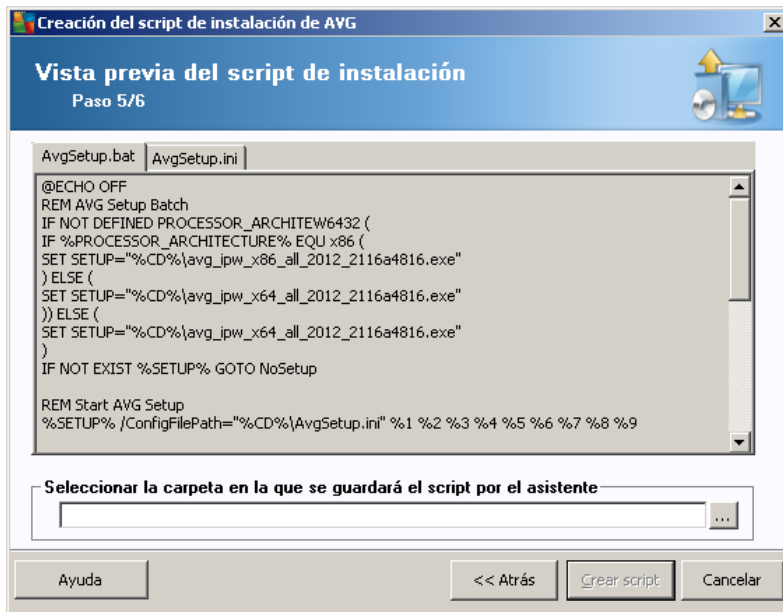 Creación del script de instalación de AVG
Vista previa del script de instalación
Paso 5/6
AvgSetup.bat
AvgSetup.ini
@ECHO OFF
REM AVG Setup Batch
IF NOT DEFINED PROCESSOR_ARCHITEW6432 (
IF %PROCESSOR_ARCHITECTURE% EQU x86 (
SET SETUP="%CD%\avg_ipw_x86_all_2012_2116a4816.exe"
) ELSE (
SET SETUP="%CD%\avg_ipw_x64_all_2012_2116a4816.exe"
)) ELSE (
SET SETUP="%CD%\avg_ipw_x64_all_2012_2116a4816.exe"
)
IF NOT EXIST %SETUP% GOTO NoSetup
REM Start AVG Setup
%SETUP% /ConfigFilePath="%CD%\AvgSetup.ini" %1 %2 %3 %4 %5 %6 %7 %8 %9
Seleccionar la carpeta en la que se guardará el script por el asistente
...
Ayuda
<< Atrás
Crear script
Cancelar